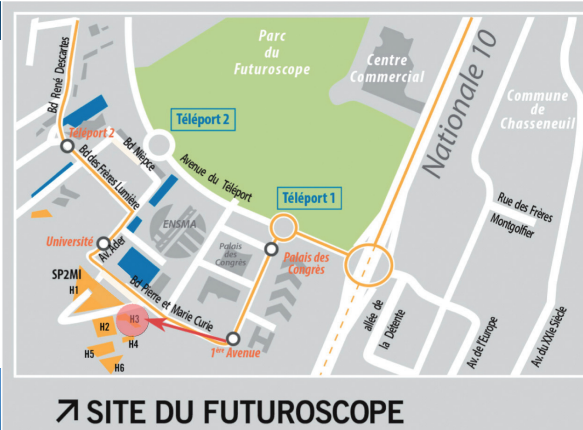 Parc
du
Futuroscope
Centre
Commercial
Nationale 10
Commune
de
Chasseneuil
Bd René Descartes
Téléport 2
Téléport 2
Bd Niepce
Bd des Frères Lumière
Avenue du Téléport
Téléport 1
Rue des Frères
Montgolfier
ENSMA
Université
Av. Ader
Palais
des
Congrès
Palais des
Congrès
SP2MI
H1
Bd Pierre et Marie Curie
H3
H2
H4
H5
H6
1ère Avenue
allée de
la Détente
Av. de l'Europe
Av. du XXIe Siècle
SITE DU FUTUROSCOPE